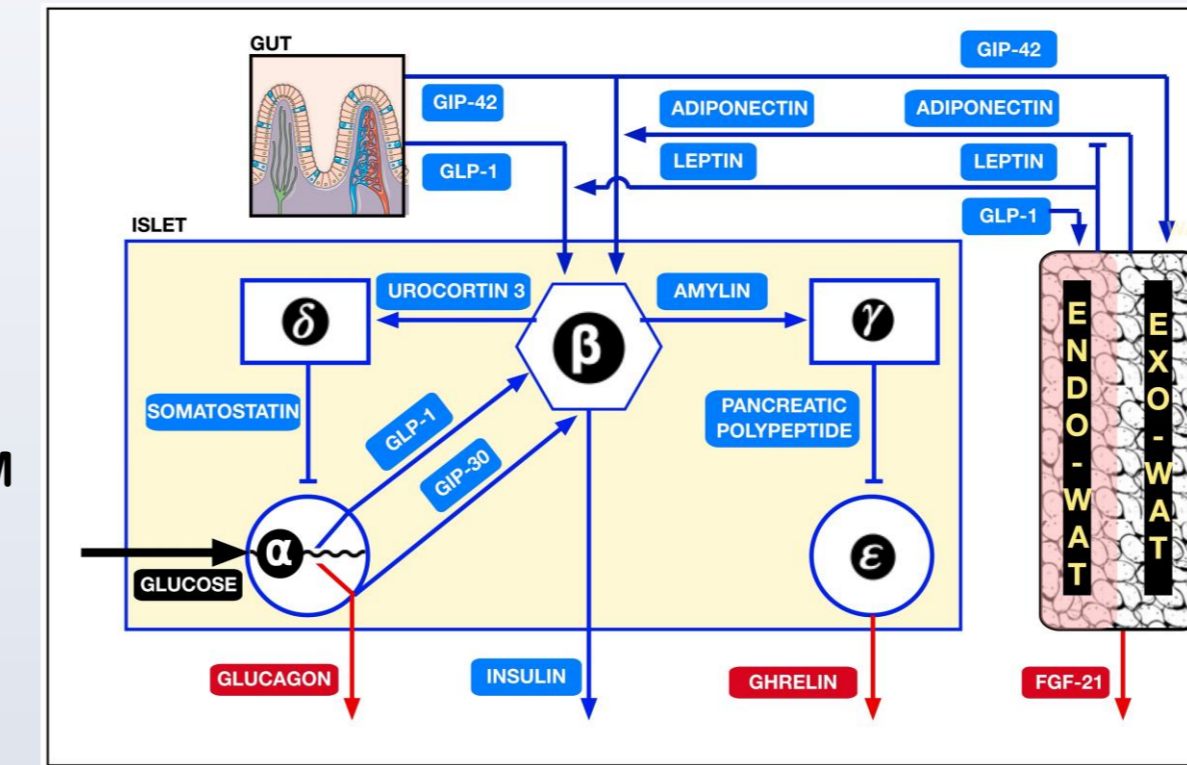 GUT
GIP-42
GIP-42
ADIPONECTIN
ADIPONECTIN
LEPTIN
LEPTIN
GLP-1
GLP-1
ISLET
UROCORTIN 3
AMYLIN
δ
β
γ
SOMATOSTATIN
GLP-1
GIP-30
PANCREATIC
POLYPEPTIDE
ENDO-WAT
EXO-WAT
M
α
ε
GLUCOSE
GLUCAGON
INSULIN
GHRELIN
FGF-21